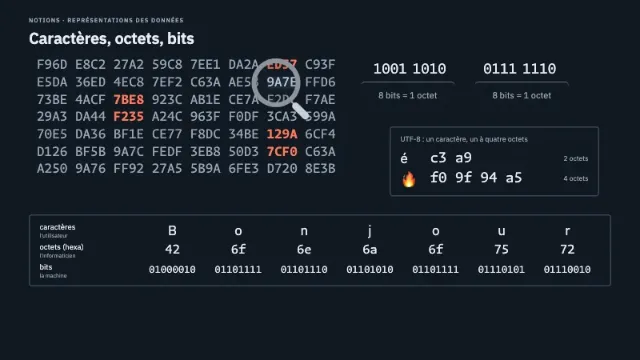 NOTIONS · REPRÉSENTATIONS DES DONNÉES
Caractères, octets, bits
F96D E8C2 27A2 59C8 7EE1 DA2A ED37 C93F
E5DA 36ED 4EC8 7EF2 C63A AE5 9A7E FFD6
73BE 4ACF 7BE8 923C AB1E CE7A F2D F7AE
F235 DA44 A24C 963F F0DF 3CA3 599A
70E5 DA36 BF1E CE77 F8DC 34BE 129A 6CF4
D126 BF5B 9A7C FEDF 3EB8 50D3 7CF0 C63A
A250 9A76 FF92 27A5 5B9A 6FE3 D720 8E3B
1001 1010 0111 1110
8 bits = 1 octet 8 bits = 1 octet
UTF-8 : un caractère, un à quatre octets
é c3 a9 2 octets
🔥 f0 9f 94 a5 4 octets
caractères B o n j o u r
l'utilisateur
octets (hexa) 42 6f 6e 6a 6f 75 72
l'informaticien
bits 01000010 01101111 01101110 01101010 01101111 01110101 01110010
la machine